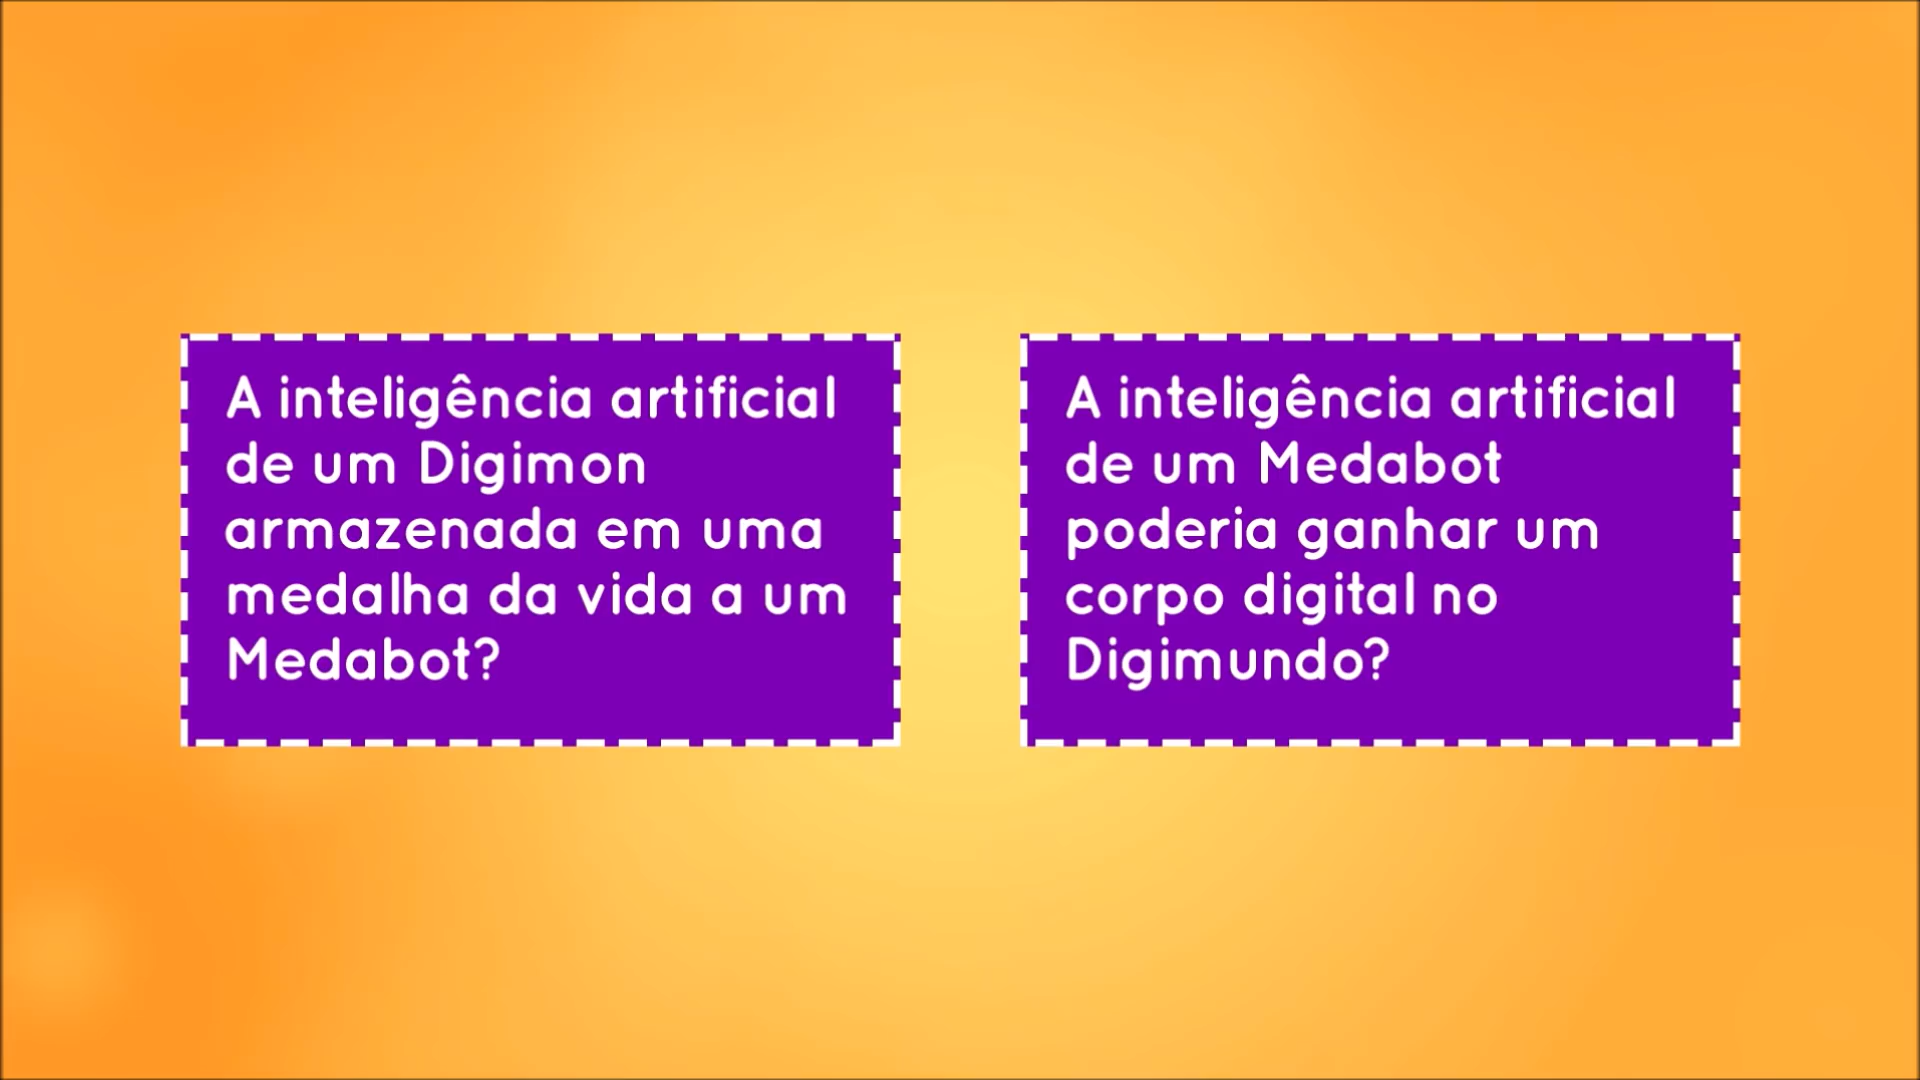 A inteligência artificial
de um Digimon
armazenada em uma
medalha da vida a um
Medabot?
A inteligência artificial
de um Medabot
poderia ganhar um
corpo digital no
Digimundo?